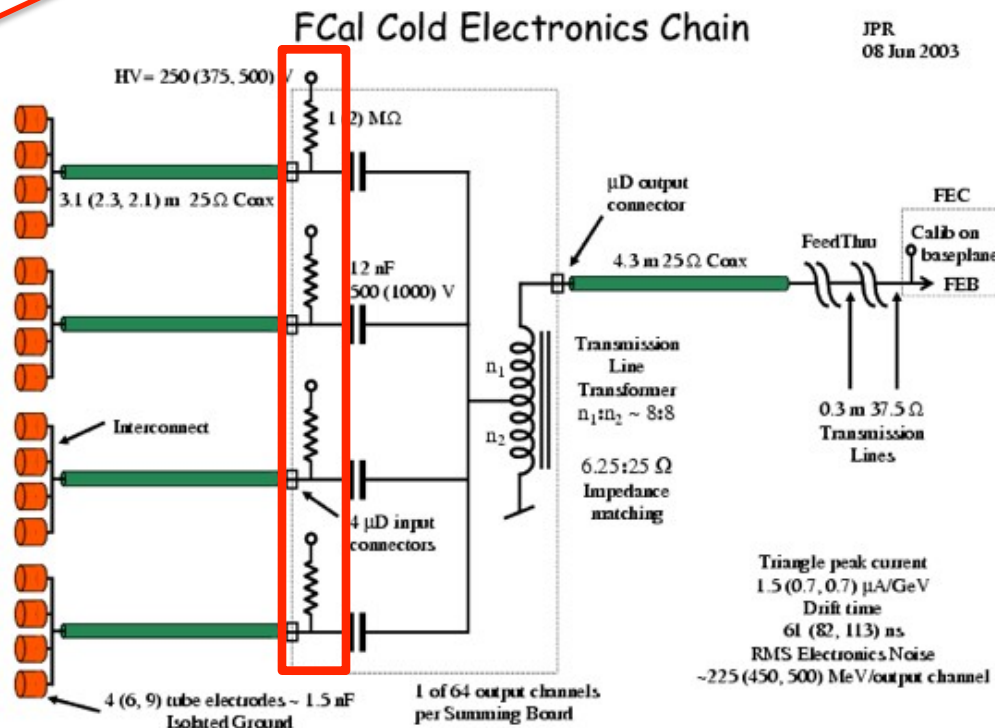 FCal Cold Electronics Chain
JPR
08 Jun 2003
HV= 250 (375, 500) V
1 (2) MΩ
3.1 (2.3, 2.1) m 25Ω Coax
12 nF
500 (1000) V
µD output
connector
4.3 m 25 Ω Coax
FeedThru
FEC
Calib on
baseplane
FEB
n₁
n₂
Transmission
Line
Transformer
n₁:n₂ ~ 8:8
6.25:25 Ω
Impedance
matching
0.3 m 37.5 Ω
Transmission
Lines
Interconnect
4 µD input
connectors
Triangle peak current
1.5 (0.7, 0.7) µA/GeV
Drift time
61 (82, 113) ns
RMS Electronics Noise
~225 (450, 500) MeV/output channel
4 (6, 9) tube electrodes ~ 1.5 nF
Isolated Ground
1 of 64 output channels
per Summing Board